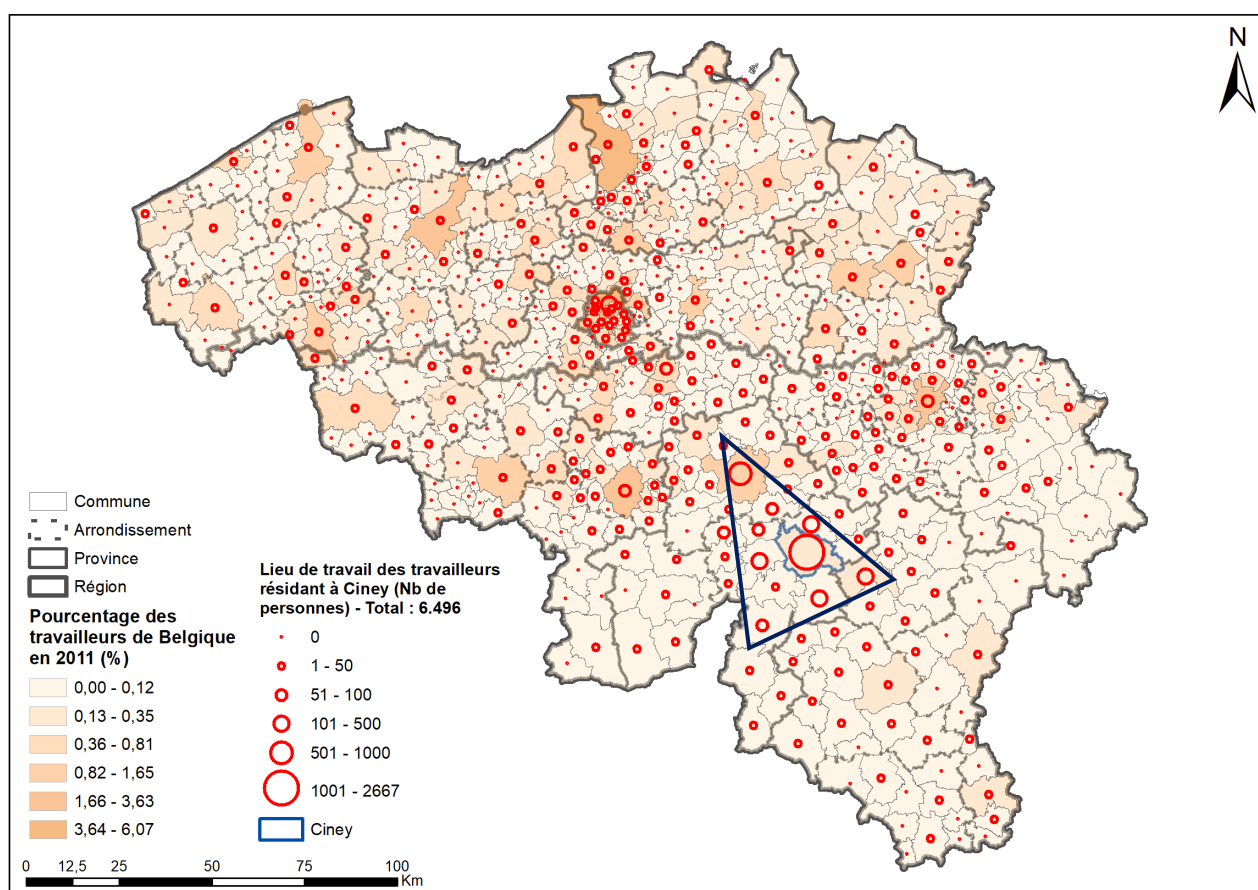 N
Commune
Arrondissement
Province
Région
Pourcentage des
travailleurs de Belgique
en 2011 (%)
0,00 - 0,12
0,13 - 0,35
0,36 - 0,81
0,82 - 1,65
1,66 - 3,63
3,64 - 6,07
Lieu de travail des travailleurs
résidant à Ciney (Nb de
personnes) - Total : 6.496
0
1 - 50
51 - 100
101 - 500
501 - 1000
1001 - 2667
Ciney
0 12,5 25 50 75 100
Km